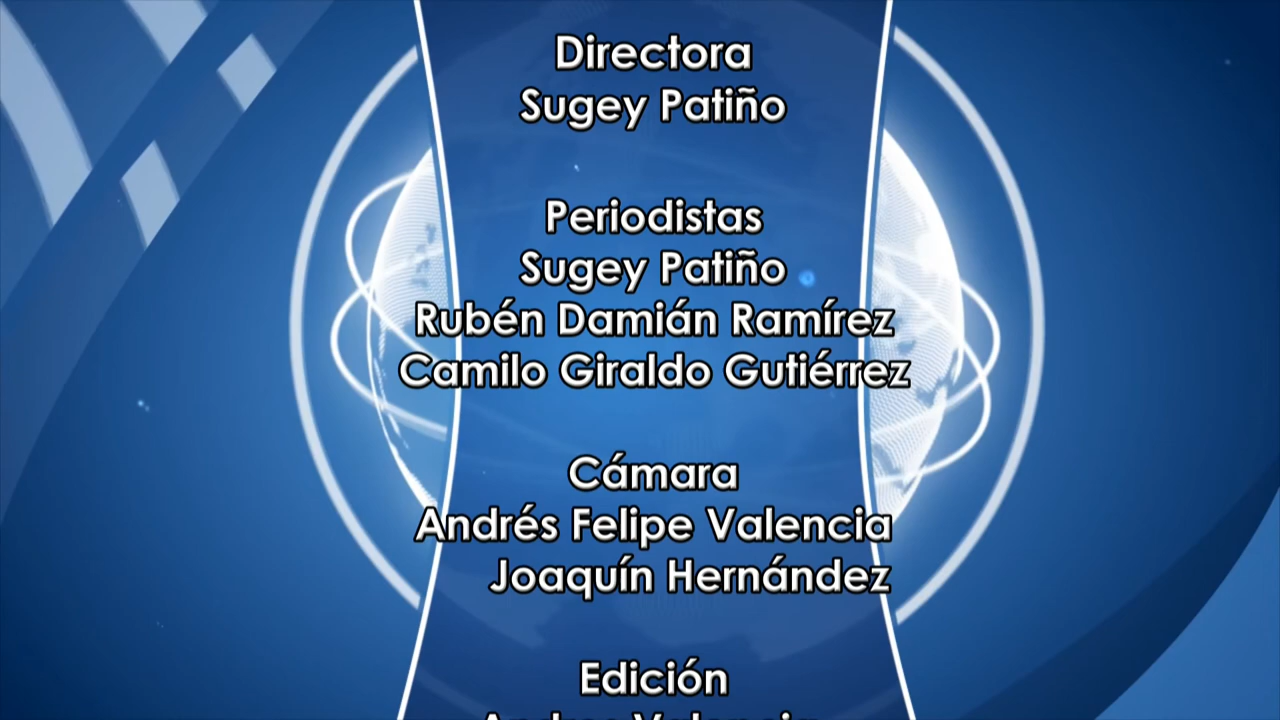 Directora
Sugey Patiño
Periodistas
Sugey Patiño
Rubén Damián Ramírez
Camilo Giraldo Gutiérrez
Cámara
Andrés Felipe Valencia
Joaquín Hernández
Edición